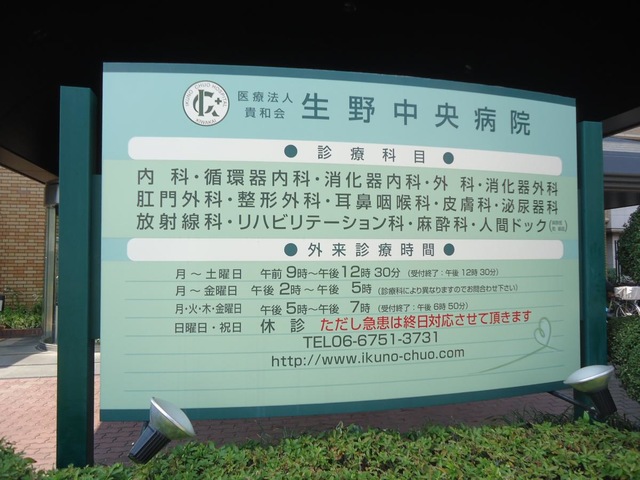 IKUNO CHUO HOSPITAL
KIWAKAI
医療法人
貴和会
生野中央病院
● 診療科目 ●
内科・循環器内科・消化器内科・外科・消化器外科
肛門外科・整形外科・耳鼻咽喉科・皮膚科・泌尿器科
放射線科・リハビリテーション科・麻酔科・人間ドック
● 外来診療時間 ●
月〜土曜日 午前9時〜午後12時30分 (受付終了:午後12時30分)
月〜金曜日 午後2時〜午後 5時 (診療科により異なりますのでお問合わせ下さい)
月・火・木・金曜日 午後5時〜午後 7時 (受付終了:午後6時50分)
日曜日・祝日 休診 ただし急患は終日対応させて頂きます
TEL06-6751-3731
http://www.ikuno-chuo.com